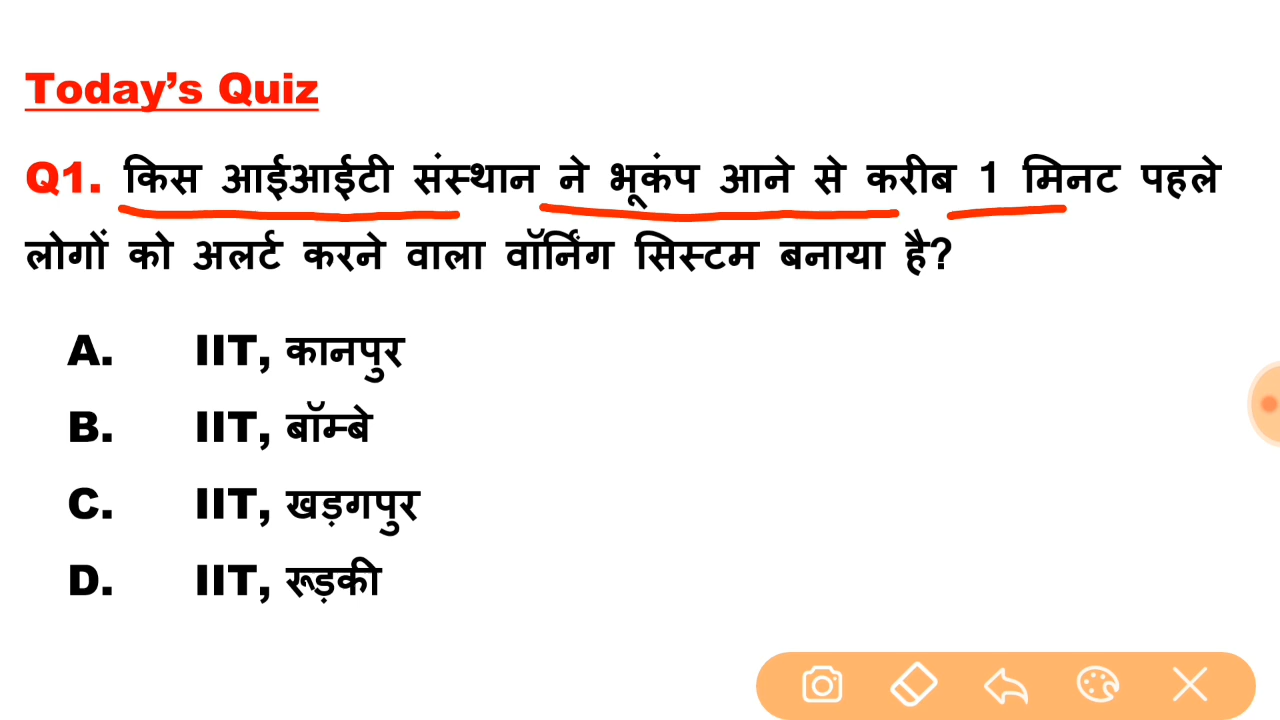 Today’s Quiz
Q1. किस आईआईटी संस्थान ने भूकंप आने से करीब 1 मिनट पहले
लोगों को अलर्ट करने वाला वॉर्निंग सिस्टम बनाया है?
A. IIT, कानपुर
B. IIT, बॉम्बे
C. IIT, खड़गपुर
D. IIT, रूड़की